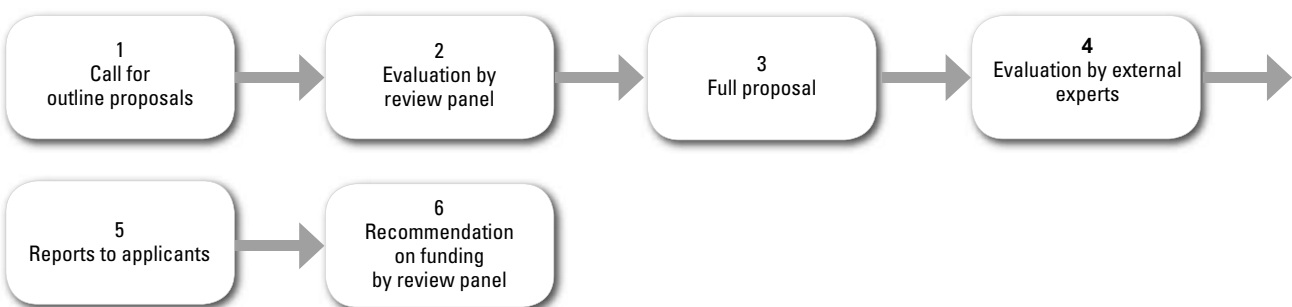 1
Call for
outline proposals
2
Evaluation by
review panel
3
Full proposal
4
Evaluation by external
experts
5
Reports to applicants
6
Recommendation
on funding
by review panel